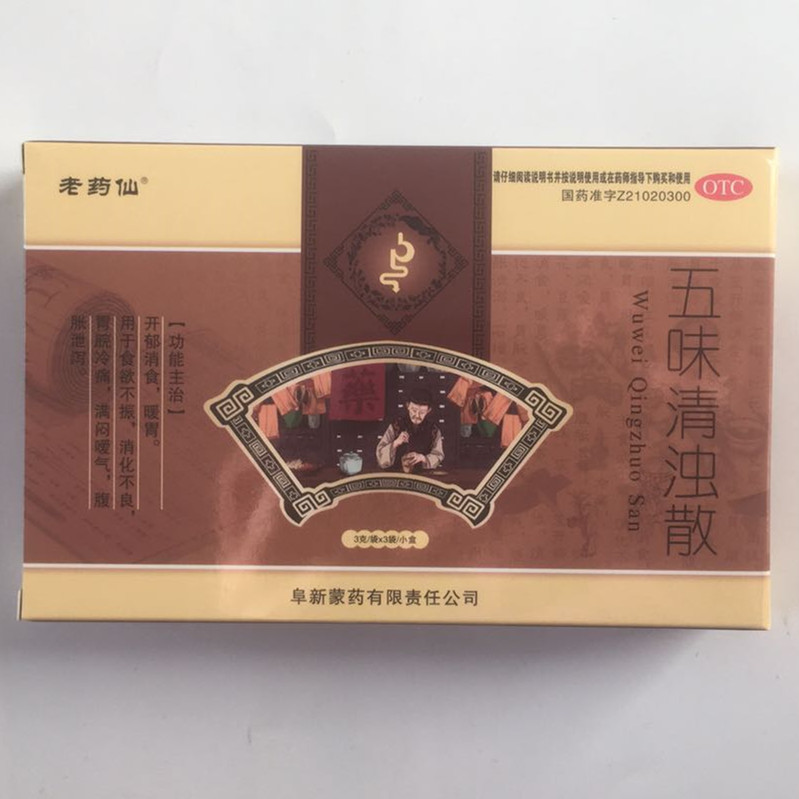 老药仙®
请仔细阅读说明书并按说明使用或在药师指导下购买和使用
国药准字Z21020300
OTC
五味清浊散
Wuwei Qingzhuo San
【功能主治】
开郁消食，暖胃。
用于食欲不振，消化不良，
胃脘冷痛，满闷嗳气，腹
胀泄泻。
藥
3克/袋x3袋/小盒
阜新蒙药有限责任公司